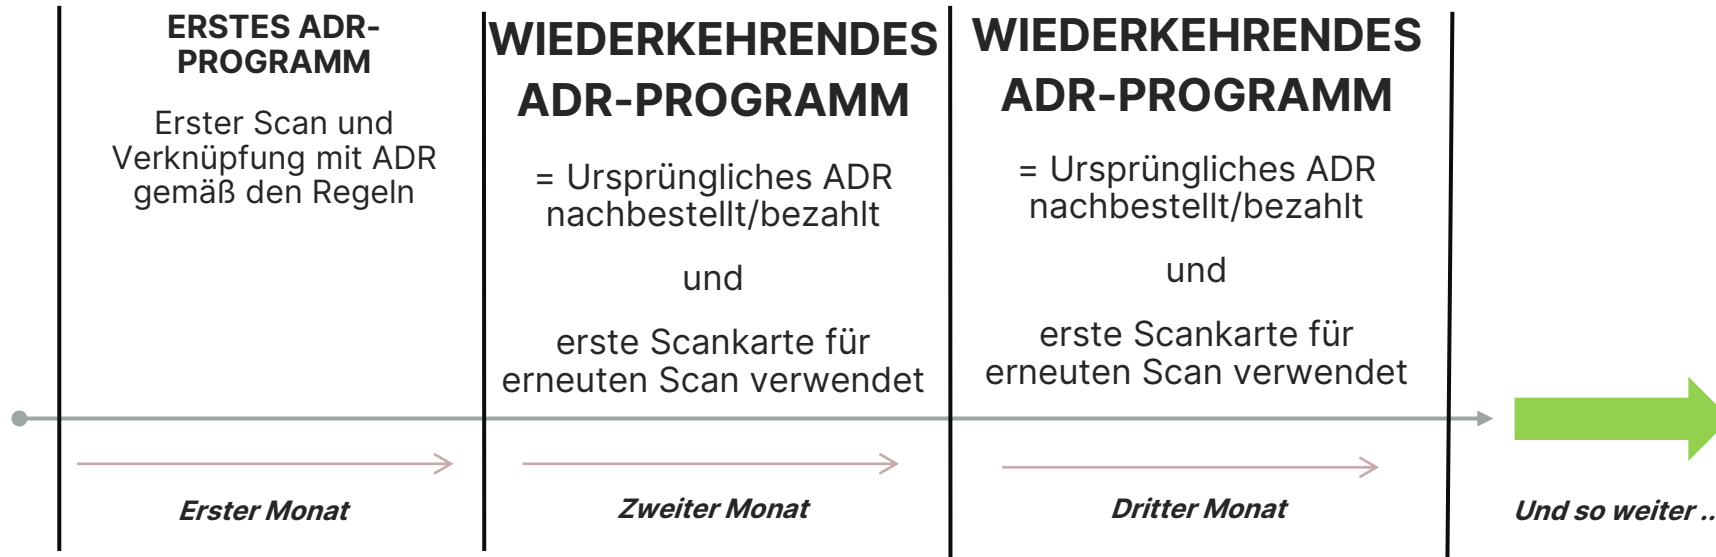 ERSTES ADR-
PROGRAMM
Erster Scan und
Verknüpfung mit ADR
gemäß den Regeln
WIEDERKEHRENDES
ADR-PROGRAMM
= Ursprüngliches ADR
nachbestellt/bezahlt
und
erste Scankarte für
erneuten Scan verwendet
WIEDERKEHRENDES
ADR-PROGRAMM
= Ursprüngliches ADR
nachbestellt/bezahlt
und
erste Scankarte für
erneuten Scan verwendet
Erster Monat
Zweiter Monat
Dritter Monat
Und so weiter ..